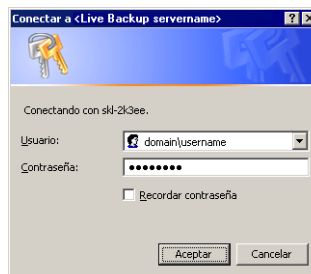 Conectar a <Live Backup servername>
Conectando con skl-2k3ee.
Usuario: domain\username
Contraseña: ••••••••
Recordar contraseña
Aceptar Cancelar